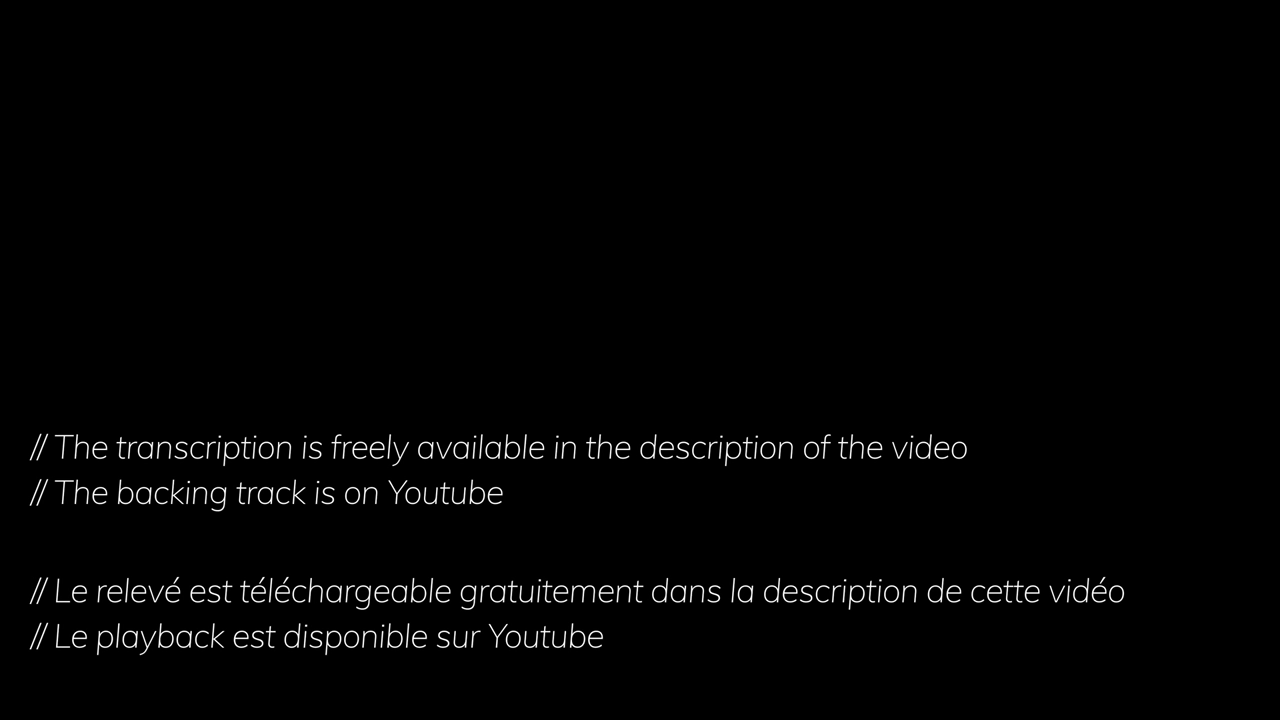 // The transcription is freely available in the description of the video
// The backing track is on Youtube
// Le relevé est téléchargeable gratuitement dans la description de cette vidéo
// Le playback est disponible sur Youtube